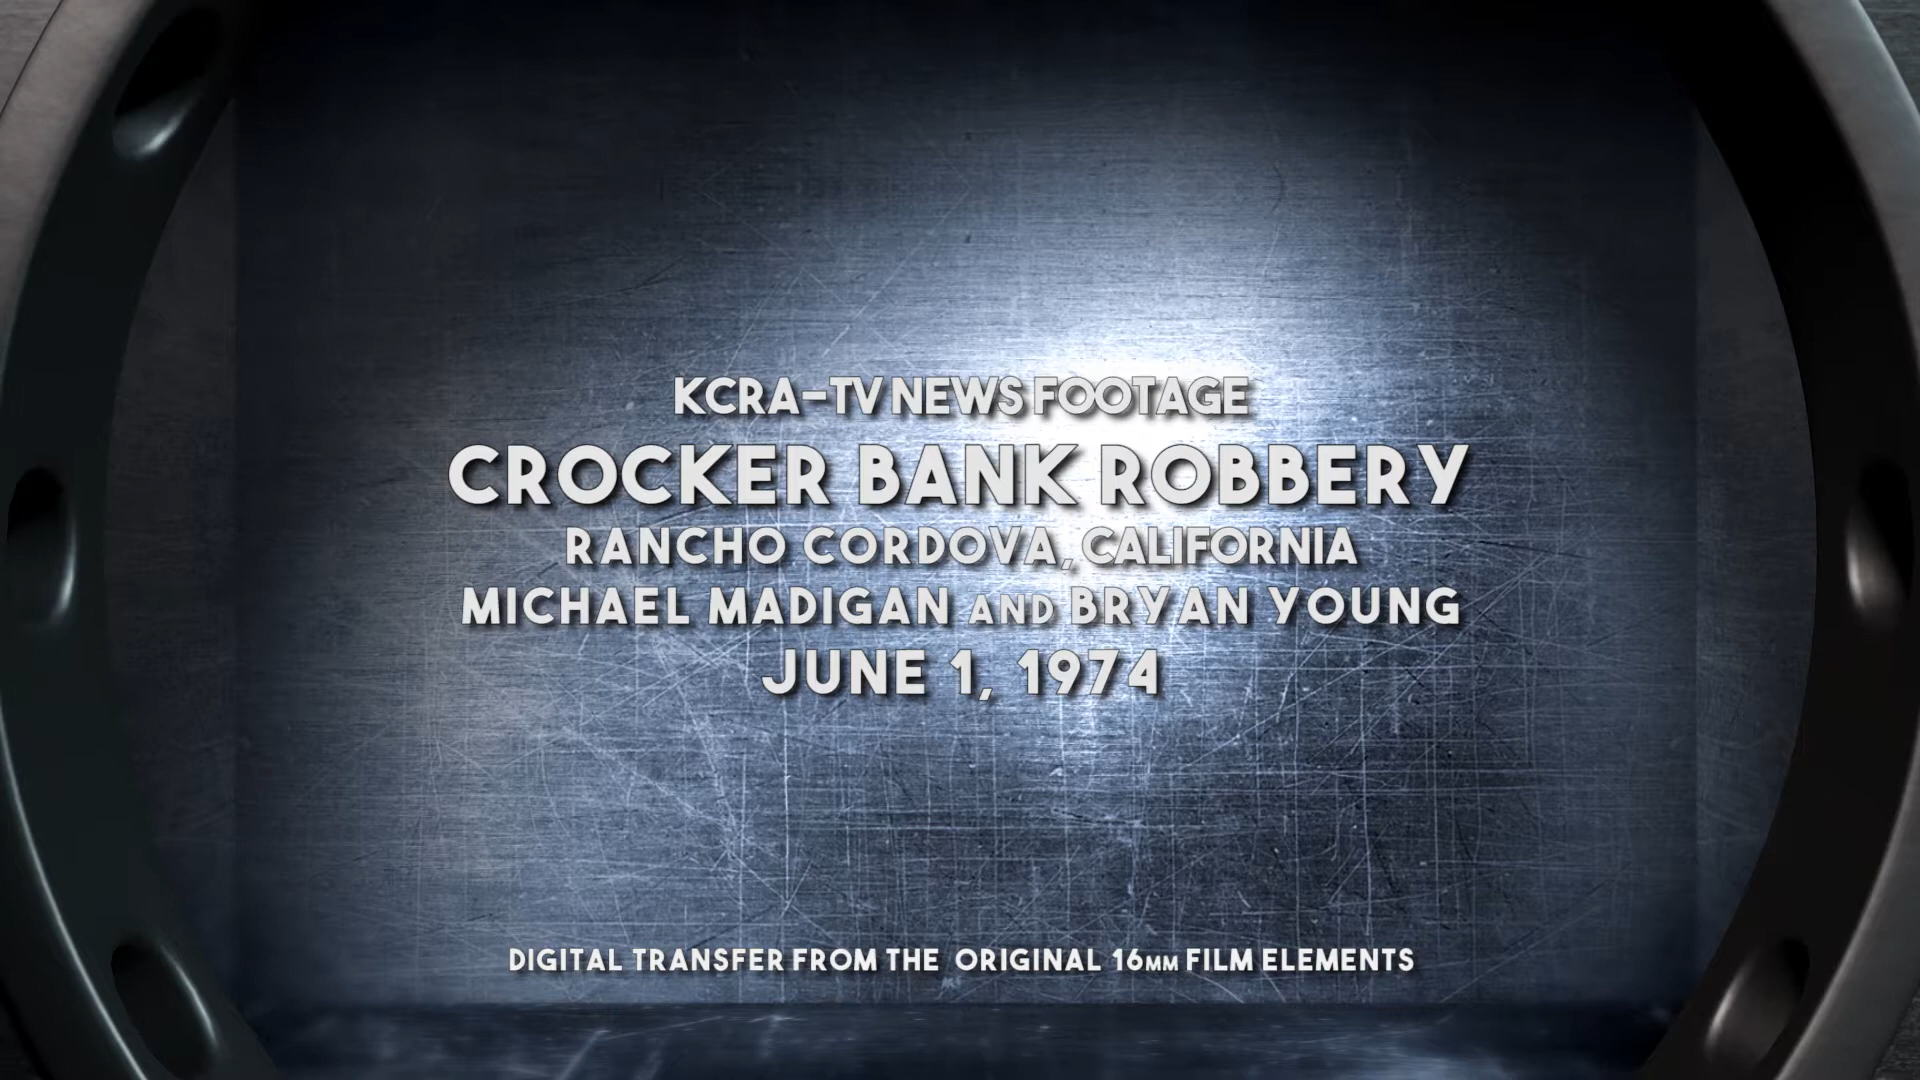 KCRA-TV NEWS FOOTAGE
CROCKER BANK ROBBERY
RANCHO CORDOVA, CALIFORNIA
MICHAEL MADIGAN AND BRYAN YOUNG
JUNE 1, 1974
DIGITAL TRANSFER FROM THE ORIGINAL 16MM FILM ELEMENTS